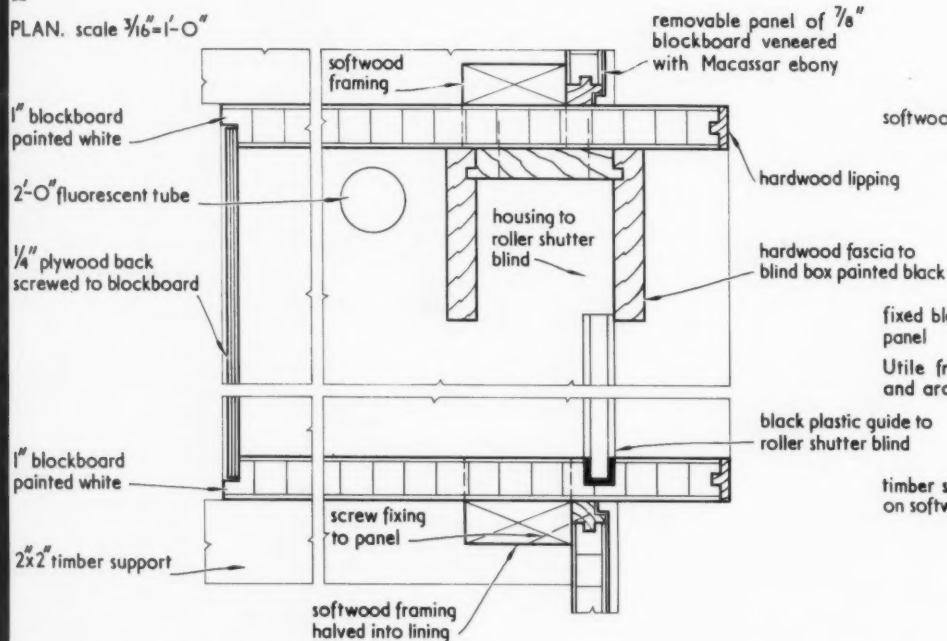 PLAN. scale 3/16"=1'-0"
softwood
framing
removable panel of 7/8"
blockboard veneered
with Macassar ebony
1" blockboard
painted white
softwoo
2'-0" fluorescent tube
hardwood lipping
housing to
roller shutter
blind
1/4" plywood back
screwed to blockboard
hardwood fascia to
blind box painted black
fixed blo
panel
Utile fr
and arc
black plastic guide to
roller shutter blind
1" blockboard
painted white
timber s
on softw
screw fixing
to panel
2"x2" timber support
softwood framing
halved into lining